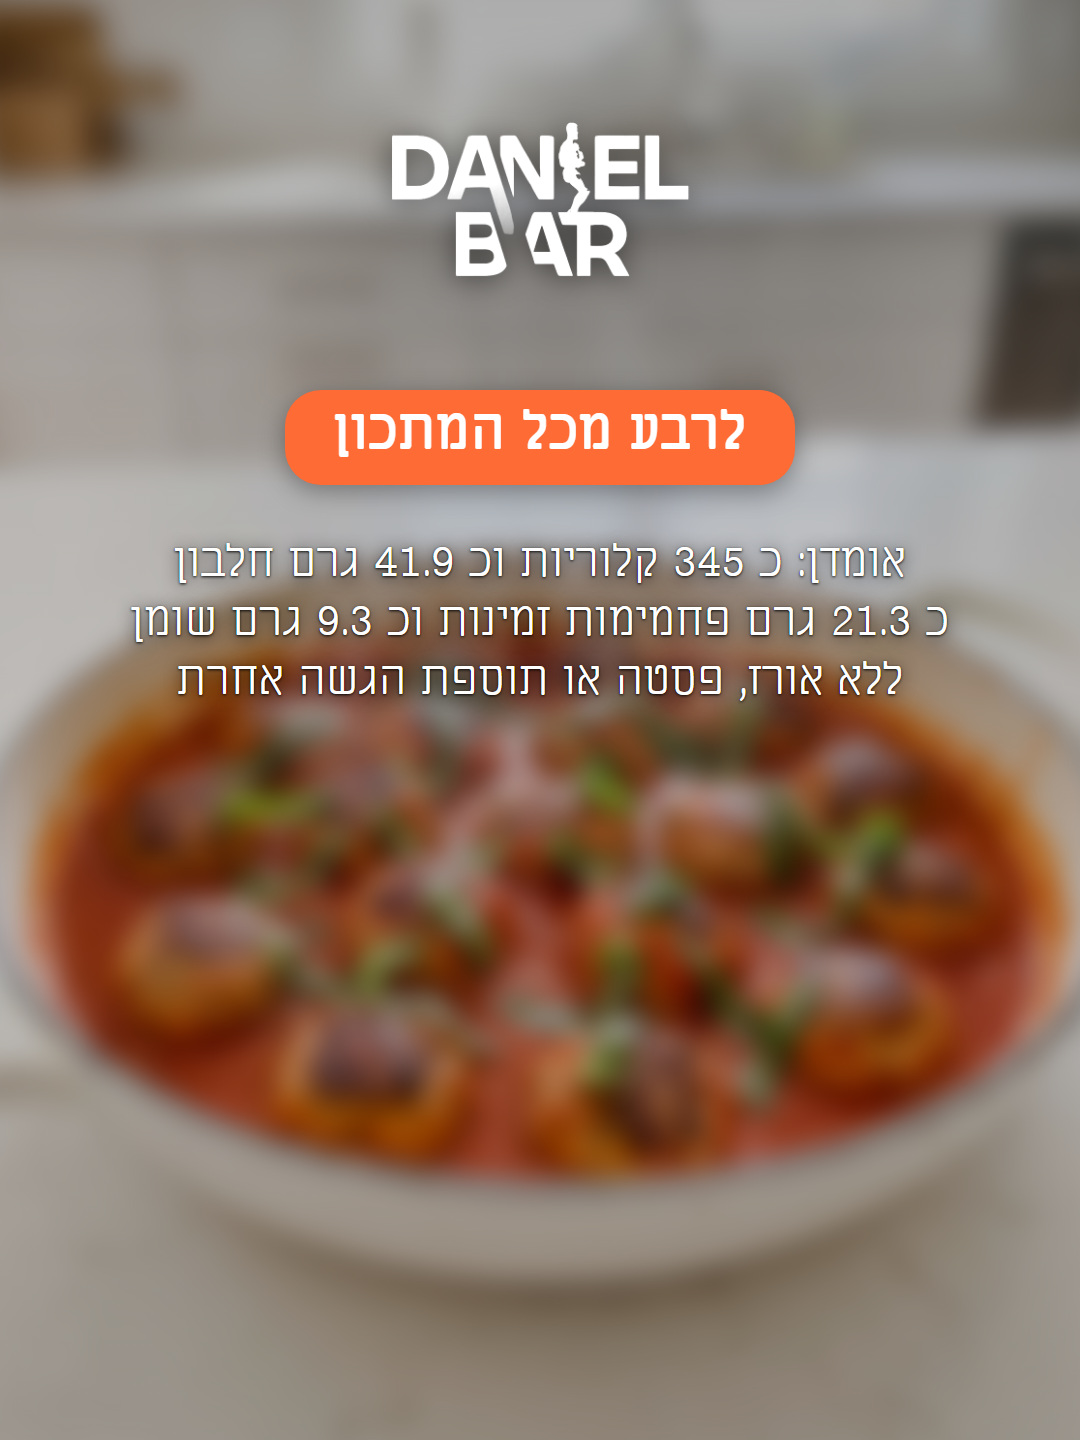 DANIEL
BAR
לרבע מכל המתכון
אומדן: כ 345 קלוריות וכ 41.9 גרם חלבון
כ 21.3 גרם פחמימות זמינות וכ 9.3 גרם שומן
ללא אורז, פסטה או תוספת הגשה אחרת